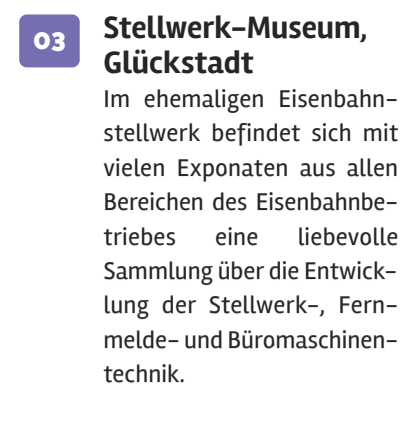 03
Stellwerk-Museum,
Glückstadt
Im ehemaligen Eisenbahn-
stellwerk befindet sich mit
vielen Exponaten aus allen
Bereichen des Eisenbahnbe-
triebes eine liebevolle
Sammlung über die Entwick-
lung der Stellwerk-, Fern-
melde- und Büromaschinen-
technik.